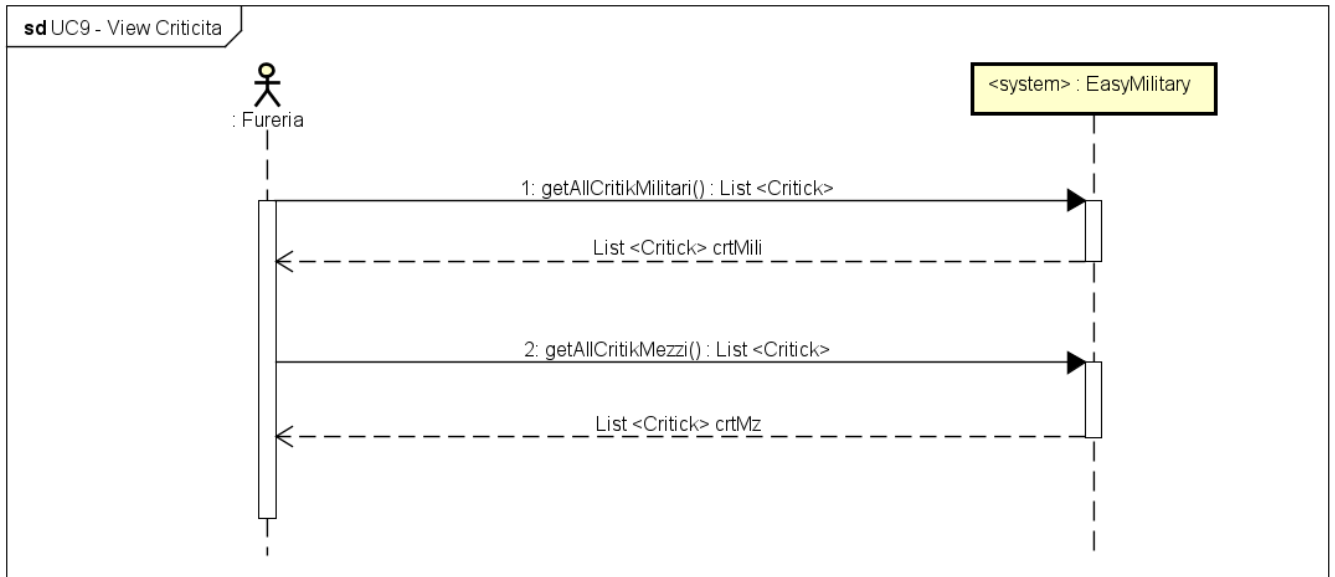 sd UC9 - View Criticita
: Fureria
<system> : EasyMilitary
1: getAllCritikMilitari() : List <Critick>
List <Critick> crtMili
2: getAllCritikMezzi() : List <Critick>
List <Critick> crtMz